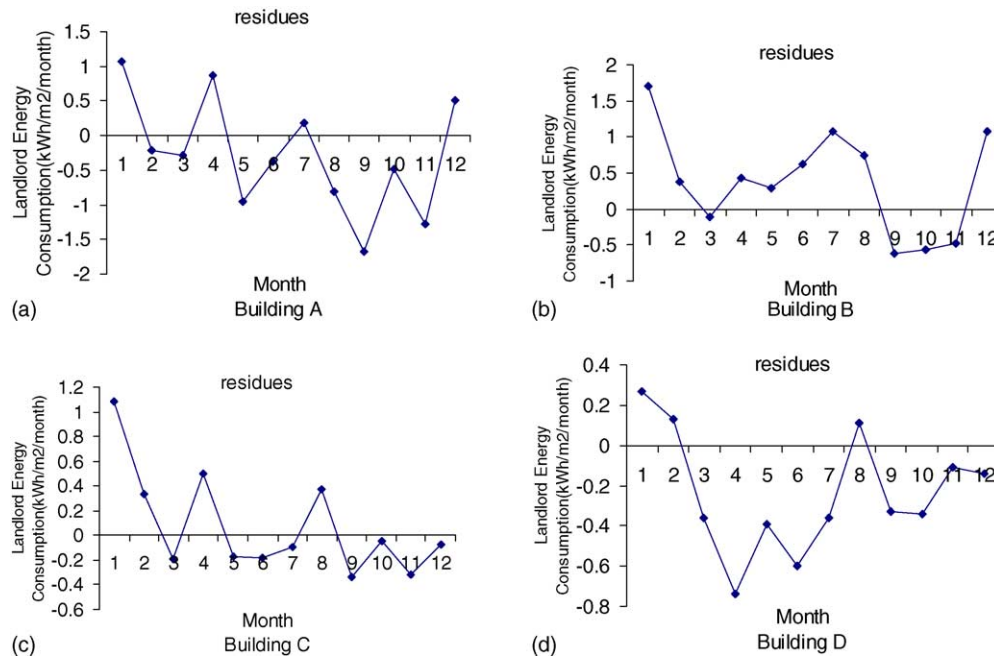 residues
Landlord Energy
Consumption(kWh/m2/month)
1.5
1
0.5
0
-0.5
-1
-1.5
-2
1 2 3 4 5 6 7 8 9 10 11 12
Month
(a)
Building A
residues
Landlord Energy
Consumption(kWh/m2/month)
2
1.5
1
0.5
0
-0.5
-1
1 2 3 4 5 6 7 8 9 10 11 12
Month
(b)
Building B
residues
Landlord Energy
Consumption(kWh/m2/month)
1.2
1
0.8
0.6
0.4
0.2
0
-0.2
-0.4
-0.6
1 2 3 4 5 6 7 8 9 10 11 12
Month
(c)
Building C
residues
Landlord Energy
Consumption(kWh/m2/month)
0.4
0.2
0
-0.2
-0.4
-0.6
-0.8
1 2 3 4 5 6 7 8 9 10 11 12
Month
(d)
Building D